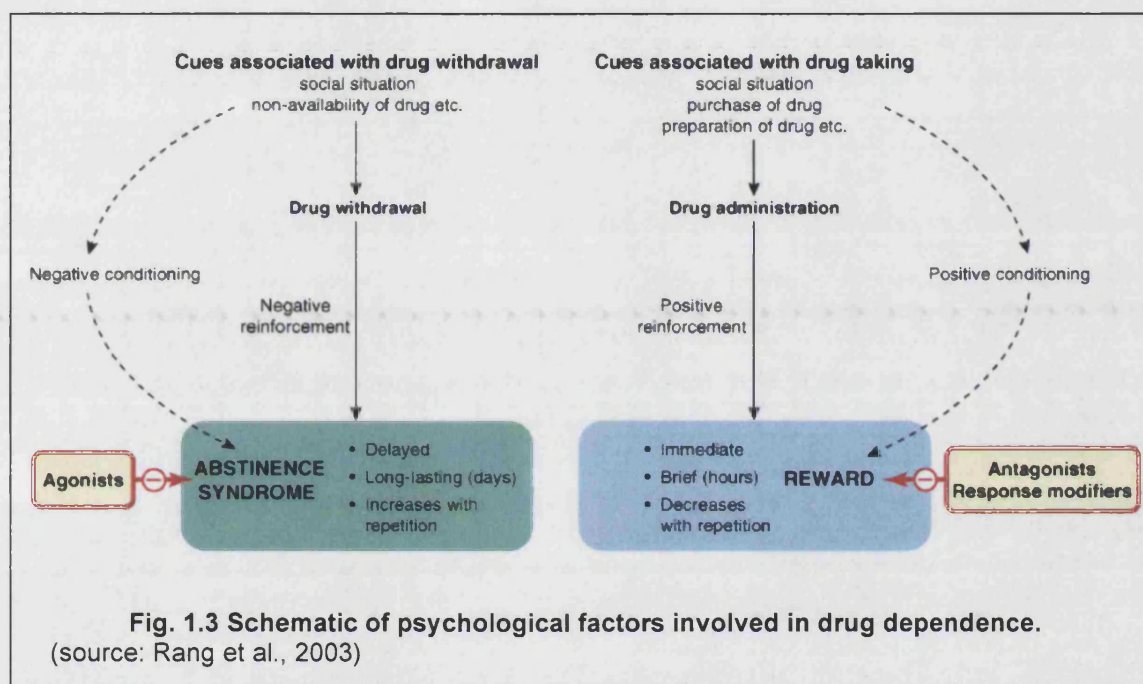 Cues associated with drug withdrawal
social situation
non-availability of drug etc.
Cues associated with drug taking
social situation
purchase of drug
preparation of drug etc.
Drug withdrawal
Drug administration
Negative conditioning
Positive conditioning
Negative
reinforcement
Positive
reinforcement
Agonists
ABSTINENCE
SYNDROME
• Delayed
• Long-lasting (days)
• Increases with
repetition
• Immediate
• Brief (hours)
• Decreases
with repetition
REWARD
Antagonists
Response modifiers
Fig. 1.3 Schematic of psychological factors involved in drug dependence.
(source: Rang et al., 2003)